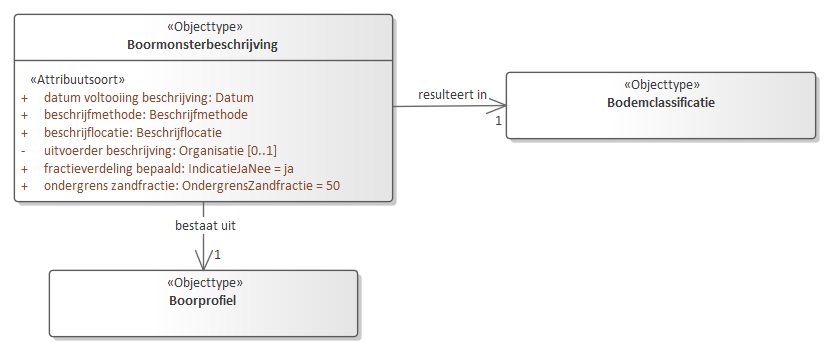 «Objecttype»
Boormonsterbeschrijving
«Attribuutsoort»
+ datum voltooiing beschrijving: Datum
+ beschrijfmethode: Beschrijfmethode
+ beschrijflocatie: Beschrijflocatie
- uitvoerder beschrijving: Organisatie [0..1]
+ fractieverdeling bepaald: IndicatieJaNee = ja
+ ondergrens zandfractie: OndergrensZandfractie = 50
resulteert in
1
«Objecttype»
Bodemclassificatie
bestaat uit
1
«Objecttype»
Boorprofiel